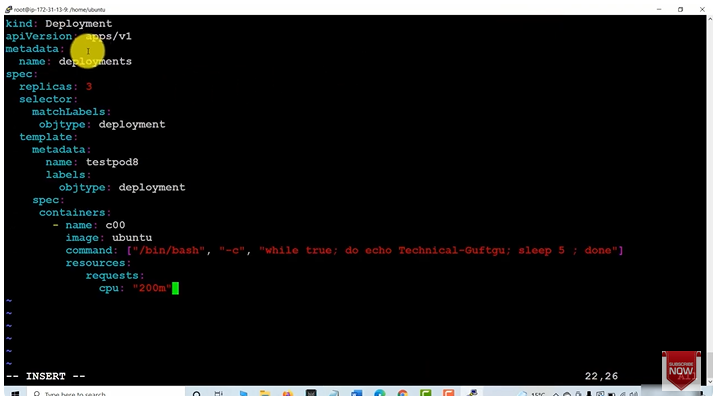 root@ip-172-31-13-9: /home/ubuntu
kind: Deployment
apiVersion: apps/v1
metadata:
  name: deployments
spec:
  replicas: 3
  selector:
    matchLabels:
     objtype: deployment
  template:
    metadata:
      name: testpod8
      labels:
        objtype: deployment
    spec:
     containers:
       - name: c00
         image: ubuntu
         command: ["/bin/bash", "-c", "while true; do echo Technical-Guftgu; sleep 5 ; done"]
         resources:
            requests:
              cpu: "200m"
~
~
~
~
~
~
-- INSERT --
22,26
SUBSCRIBE
NOW
Type here to search
15°C